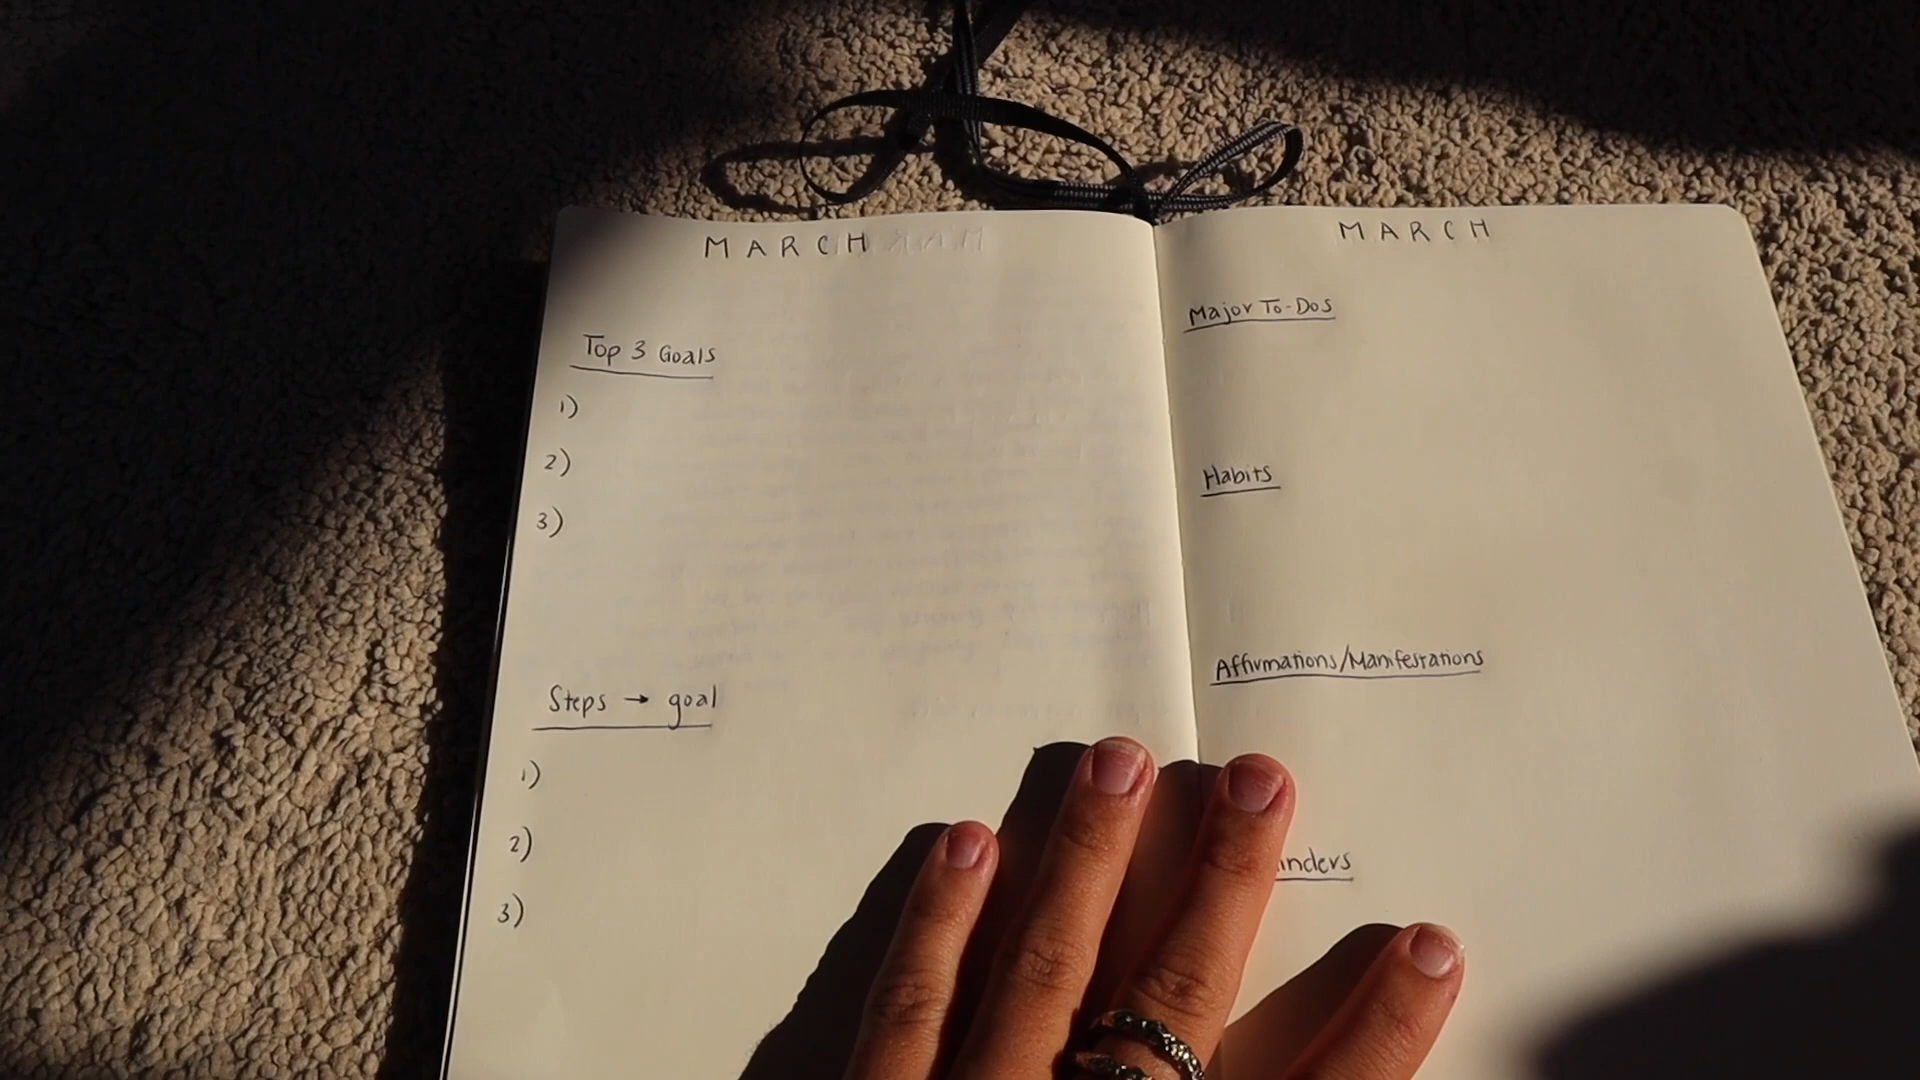 MARCH
Top 3 Goals
1)
2)
3)
Steps → goal
1)
2)
3)
MARCH
Major To-Dos
Habits
Affirmations/Manifestations